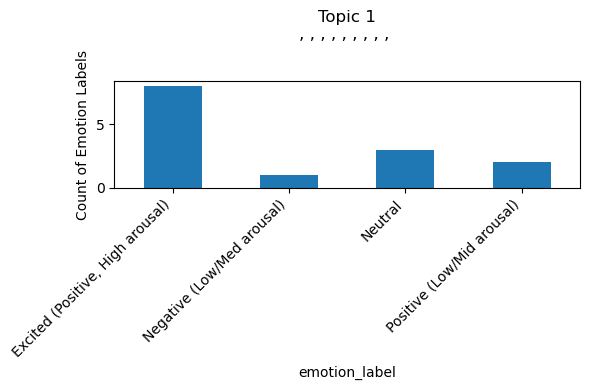 Topic 1
, , , , , , , , ,
Count of Emotion Labels
5
0
Excited (Positive, High arousal)
Negative (Low/Med arousal)
Neutral
Positive (Low/Mid arousal)
emotion_label